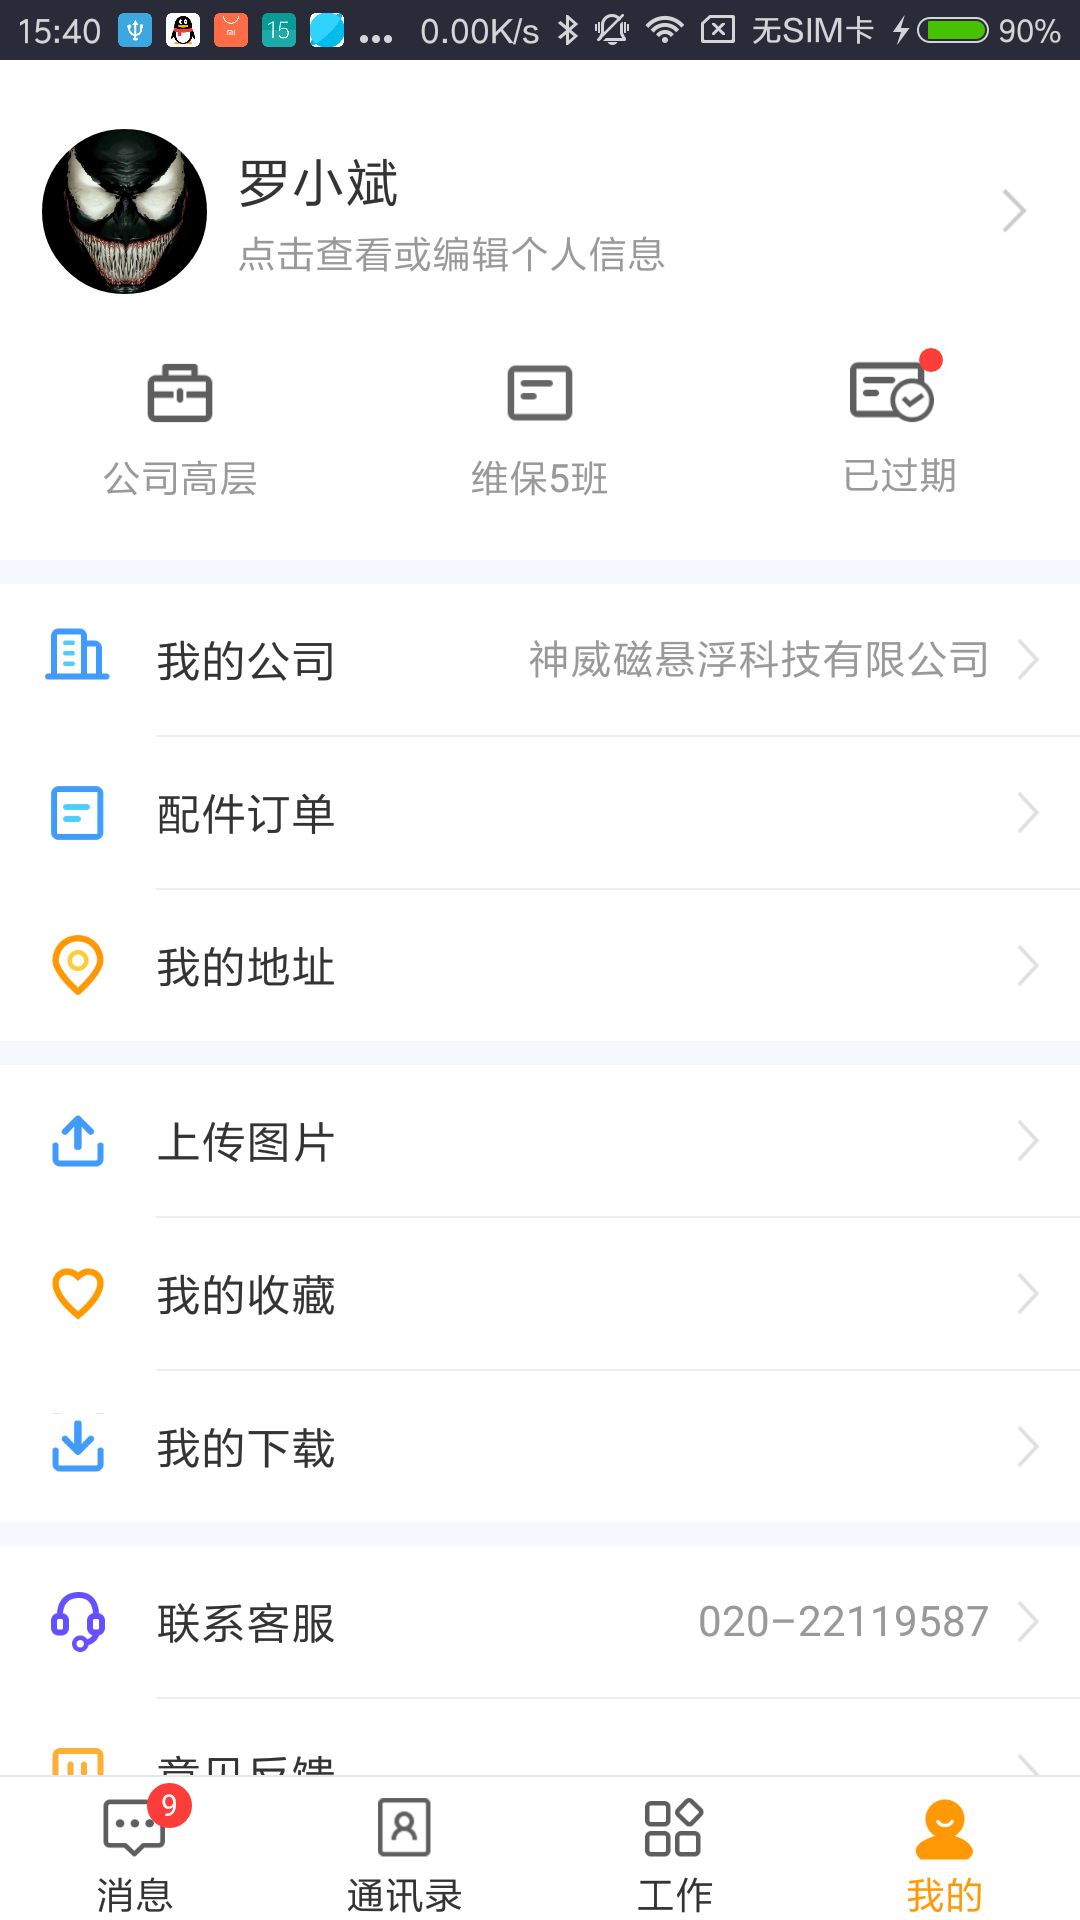 15:40 15 ... 0.00K/s 无SIM卡 90%
罗小斌
点击查看或编辑个人信息
公司高层 维保5班 已过期
我的公司 神威磁悬浮科技有限公司
配件订单
我的地址
上传图片
我的收藏
我的下载
联系客服 020-22119587
意见反馈
9
消息 通讯录 工作 我的